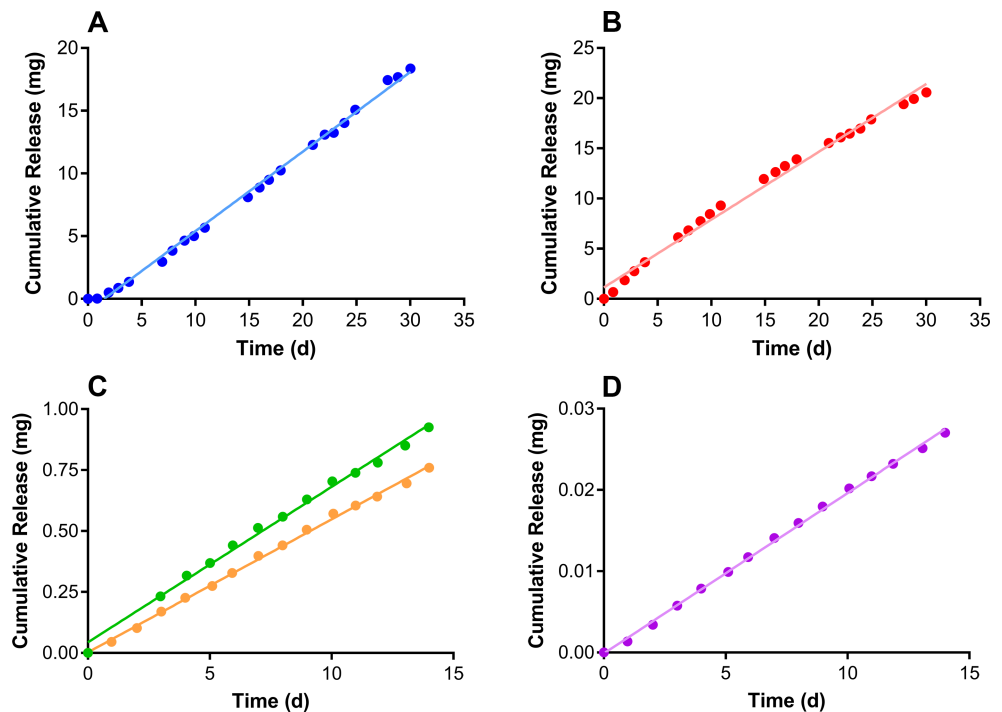 A
Cumulative Release (mg)
20
15
10
5
0
0 5 10 15 20 25 30 35
Time (d)
B
Cumulative Release (mg)
25
20
15
10
5
0
0 5 10 15 20 25 30 35
Time (d)
C
Cumulative Release (mg)
1.00
0.75
0.50
0.25
0.00
0 5 10 15
Time (d)
D
Cumulative Release (mg)
0.03
0.02
0.01
0.00
0 5 10 15
Time (d)